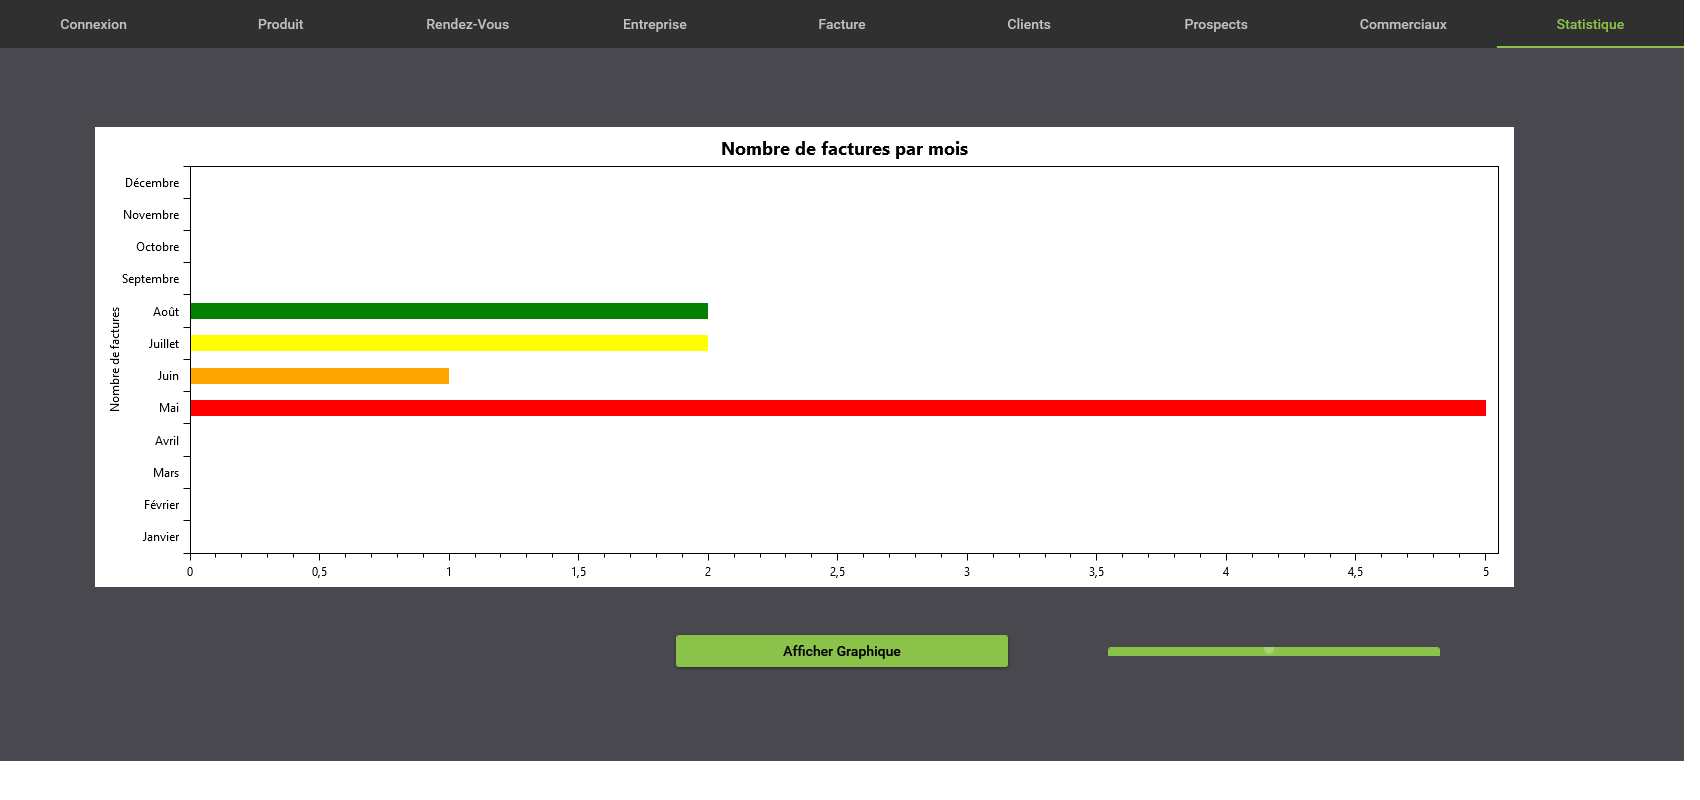 Connexion Produit Rendez-Vous Entreprise Facture Clients Prospects Commerciaux Statistique
Nombre de factures par mois
Décembre
Novembre
Octobre
Septembre
Août
Juillet
Juin
Mai
Avril
Mars
Février
Janvier
Nombre de factures
0 0,5 1 1,5 2 2,5 3 3,5 4 4,5 5
Afficher Graphique